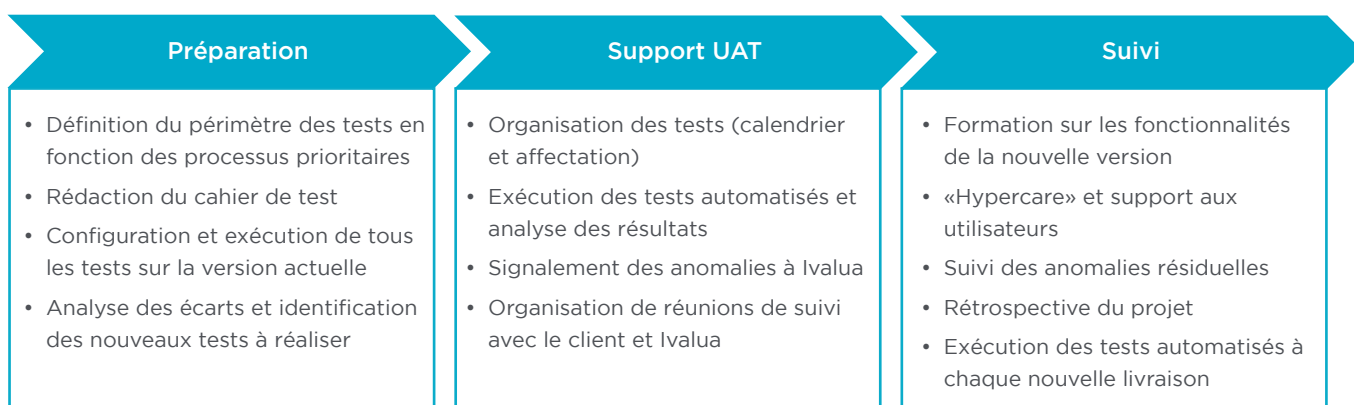 Préparation
• Définition du périmètre des tests en
fonction des processus prioritaires
• Rédaction du cahier de test
• Configuration et exécution de tous
les tests sur la version actuelle
• Analyse des écarts et identification
des nouveaux tests à réaliser
Support UAT
• Organisation des tests (calendrier
et affectation)
• Exécution des tests automatisés et
analyse des résultats
• Signalement des anomalies à Ivalua
• Organisation de réunions de suivi
avec le client et Ivalua
Suivi
• Formation sur les fonctionnalités
de la nouvelle version
• «Hypercare» et support aux
utilisateurs
• Suivi des anomalies résiduelles
• Rétrospective du projet
• Exécution des tests automatisés à
chaque nouvelle livraison